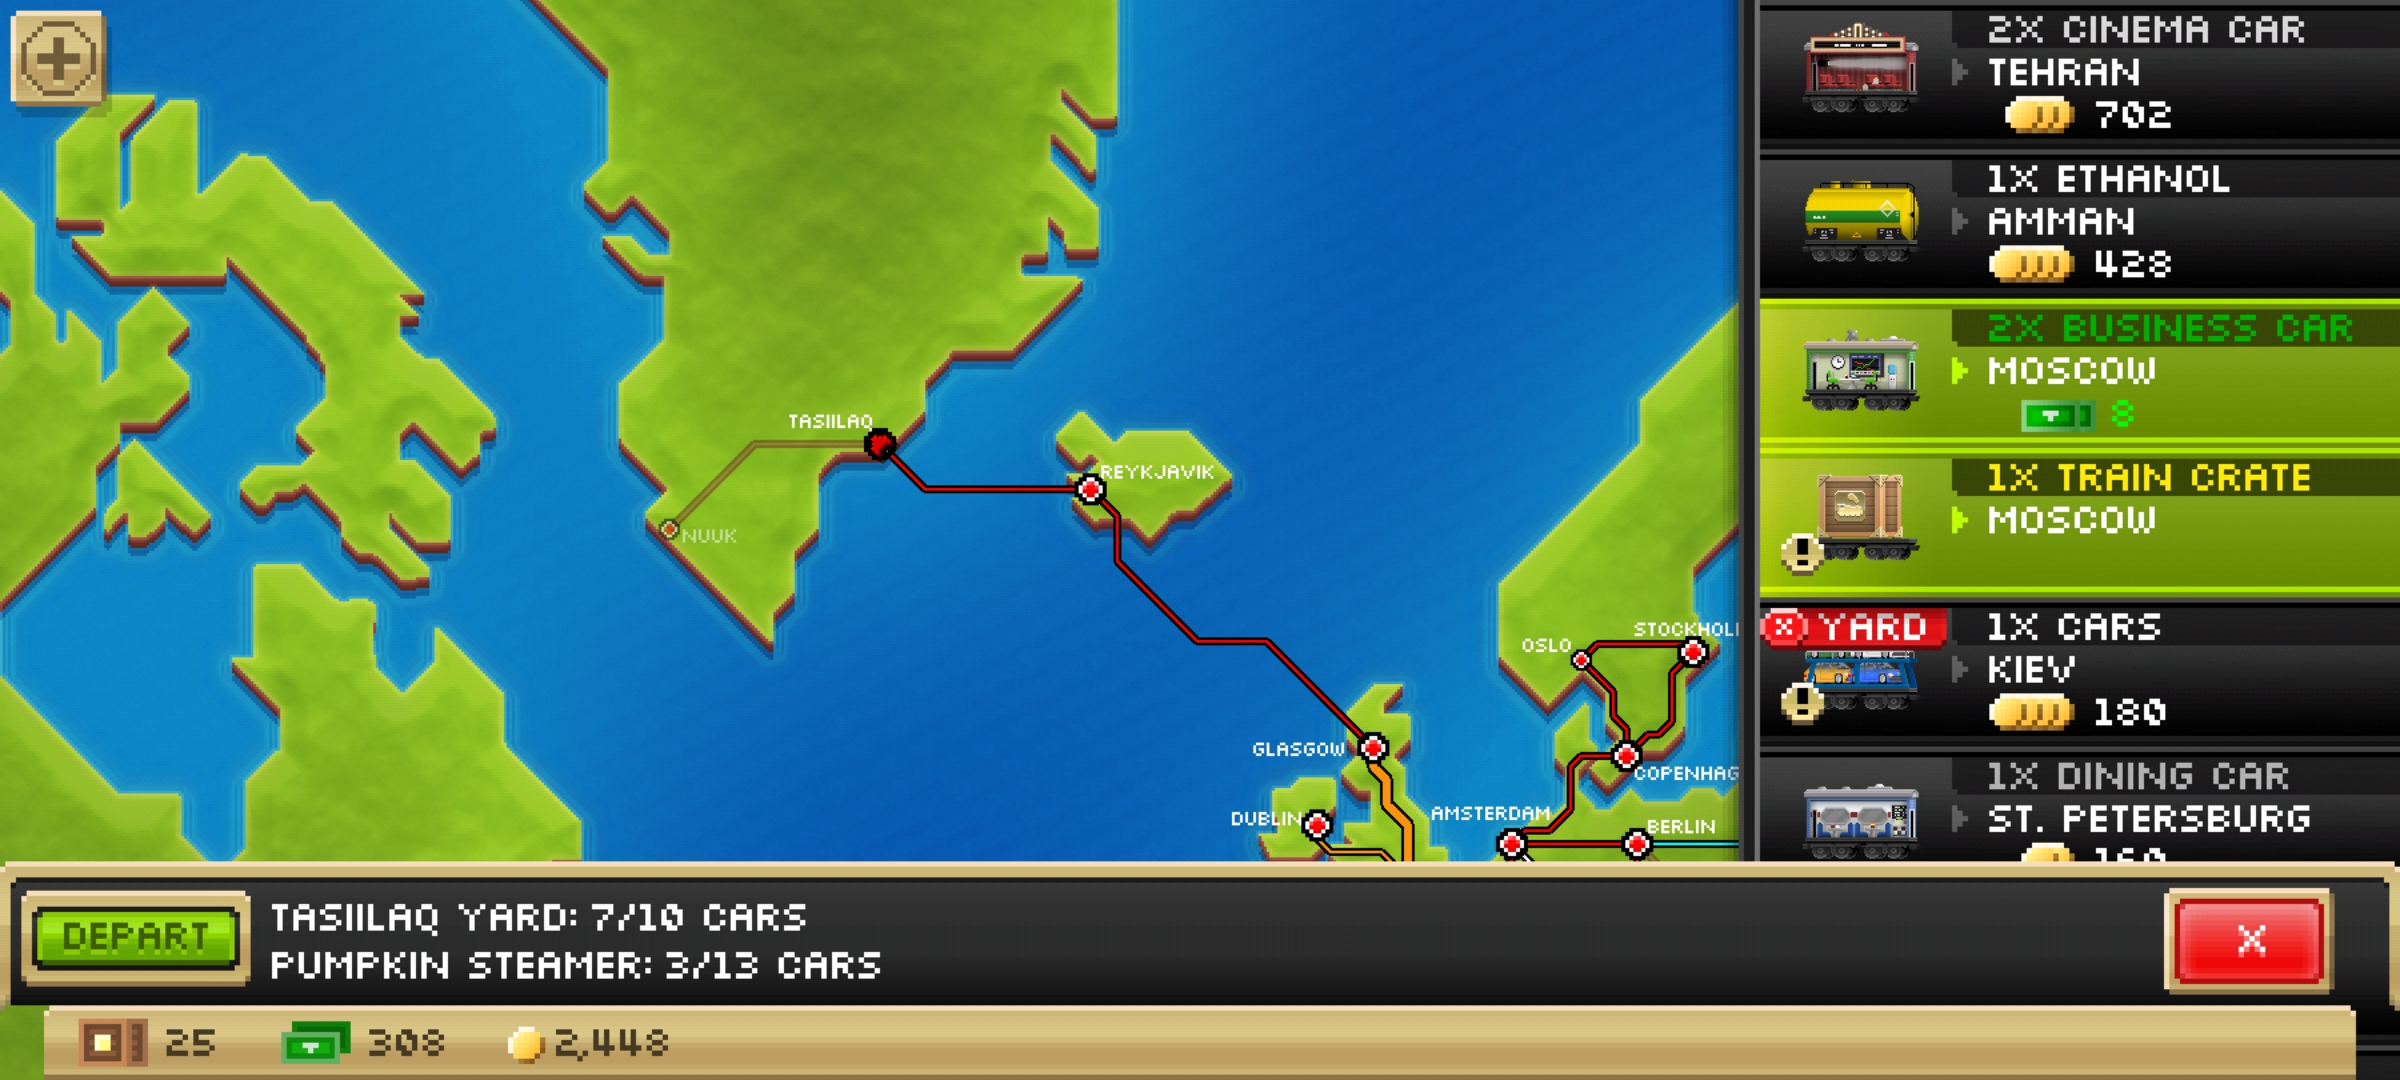 TASIILAQ
REYKJAVIK
NUUK
OSLO
GLASGOW
DUBLIN
AMSTERDAM
BERLIN
2X CINEMA CAR
TEHRAN
702
1X ETHANOL
AMMAN
428
2X BUSINESS CAR
MOSCOW
8
1X TRAIN CRATE
MOSCOW
YARD
1X CARS
KIEV
180
1X DINING CAR
ST. PETERSBURG
DEPART
TASIILAQ YARD: 7/10 CARS
PUMPKIN STEAMER: 3/13 CARS
X
25
308
2,448